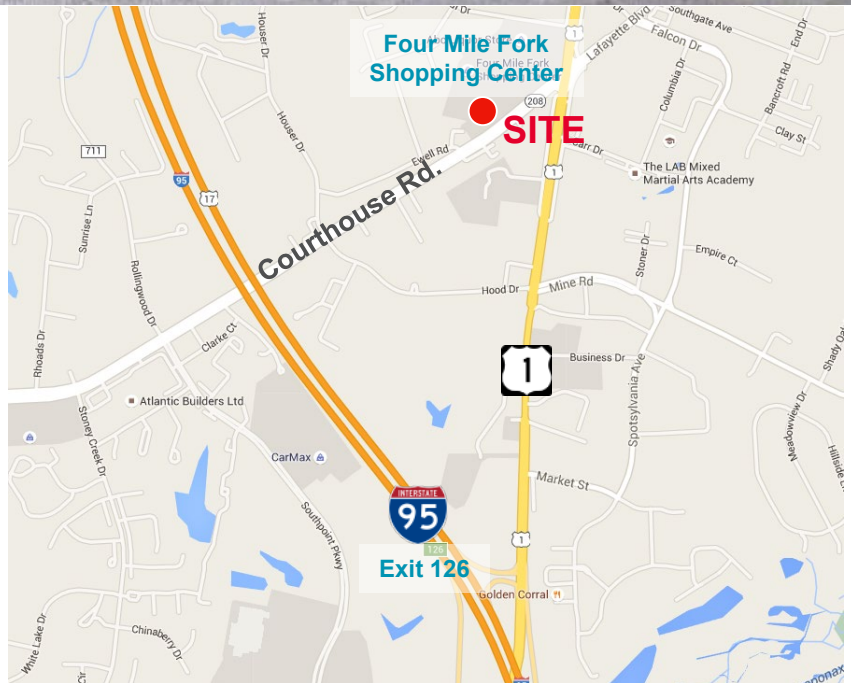 Four Mile Fork
Shopping Center
SITE
Courthouse Rd.
1
INTERSTATE
95
Exit 126
126
Houser Dr
Houser Dr
Lafayette Blvd
Southgate Ave
Falcon Dr
Columbia Dr
Bancroft Rd
End Dr
Clay St
1
208
711
95
17
Ewell Rd
1
The LAB Mixed
Martial Arts Academy
Sunrise Ln
Rollingwood Dr
Stoner Dr
Empire Ct
Hood Dr
Mine Rd
Clarke Ct
Rhoads Dr
Business Dr
Spotsylvania Ave
Atlantic Builders Ltd
Stoney Creek Dr
Meadowview Dr
CarMax
Market St
Southpoint Pkwy
1
Golden Corral
White Lake Dr
Chinaberry Dr